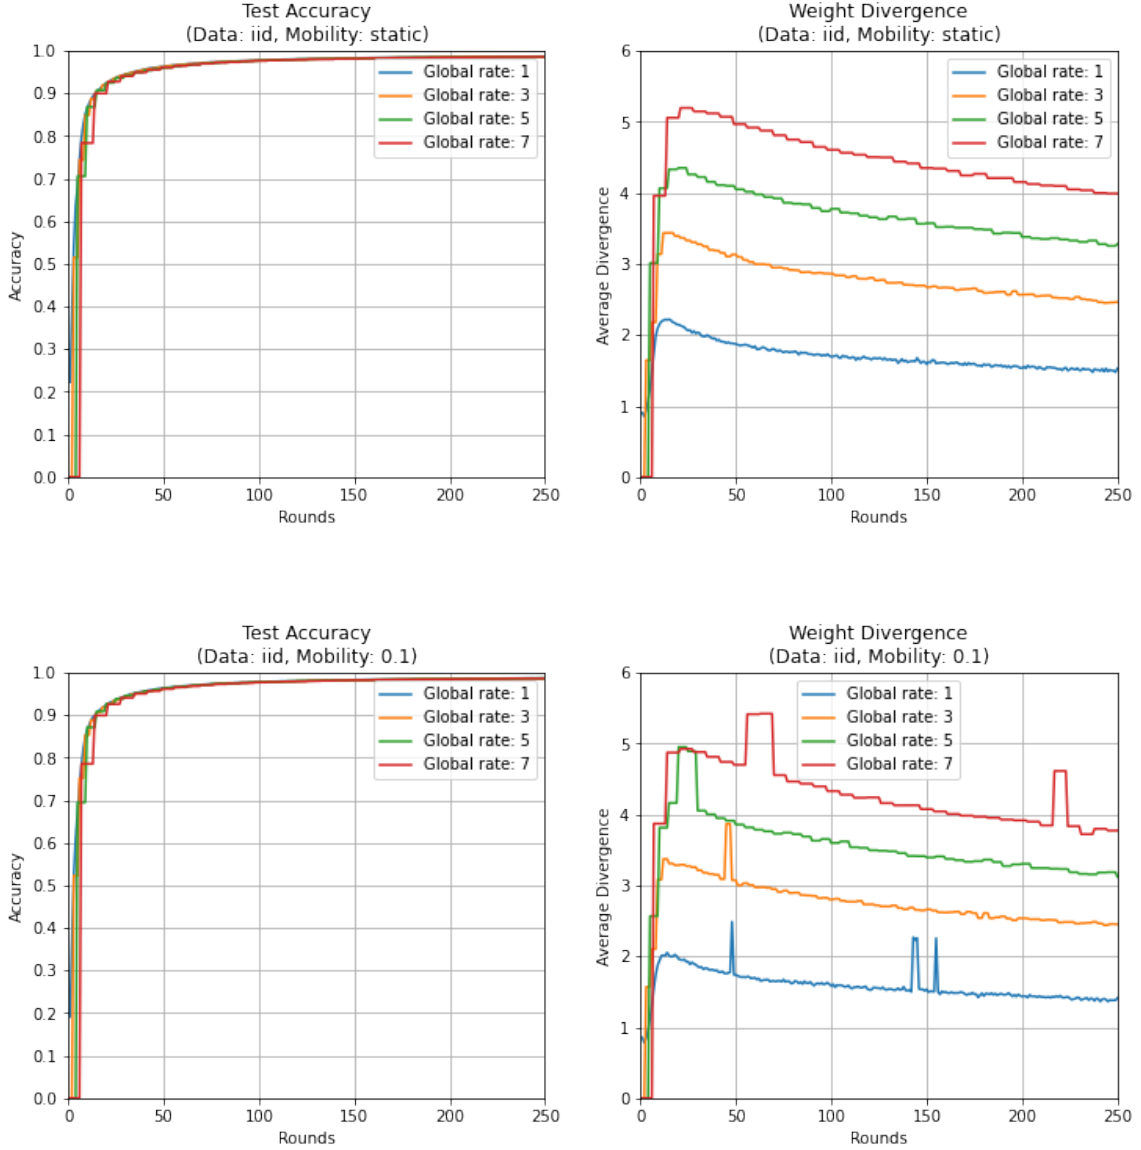 Test Accuracy
(Data: iid, Mobility: static)
1.0
0.9
0.8
0.7
0.6
0.5
0.4
0.3
0.2
0.1
0.0
Accuracy
Global rate: 1
Global rate: 3
Global rate: 5
Global rate: 7
0
50
100
150
200
250
Rounds
Weight Divergence
(Data: iid, Mobility: static)
6
5
4
3
2
1
0
Average Divergence
Global rate: 1
Global rate: 3
Global rate: 5
Global rate: 7
0
50
100
150
200
250
Rounds
Test Accuracy
(Data: iid, Mobility: 0.1)
1.0
0.9
0.8
0.7
0.6
0.5
0.4
0.3
0.2
0.1
0.0
Accuracy
Global rate: 1
Global rate: 3
Global rate: 5
Global rate: 7
0
50
100
150
200
250
Rounds
Weight Divergence
(Data: iid, Mobility: 0.1)
6
5
4
3
2
1
0
Average Divergence
Global rate: 1
Global rate: 3
Global rate: 5
Global rate: 7
0
50
100
150
200
250
Rounds